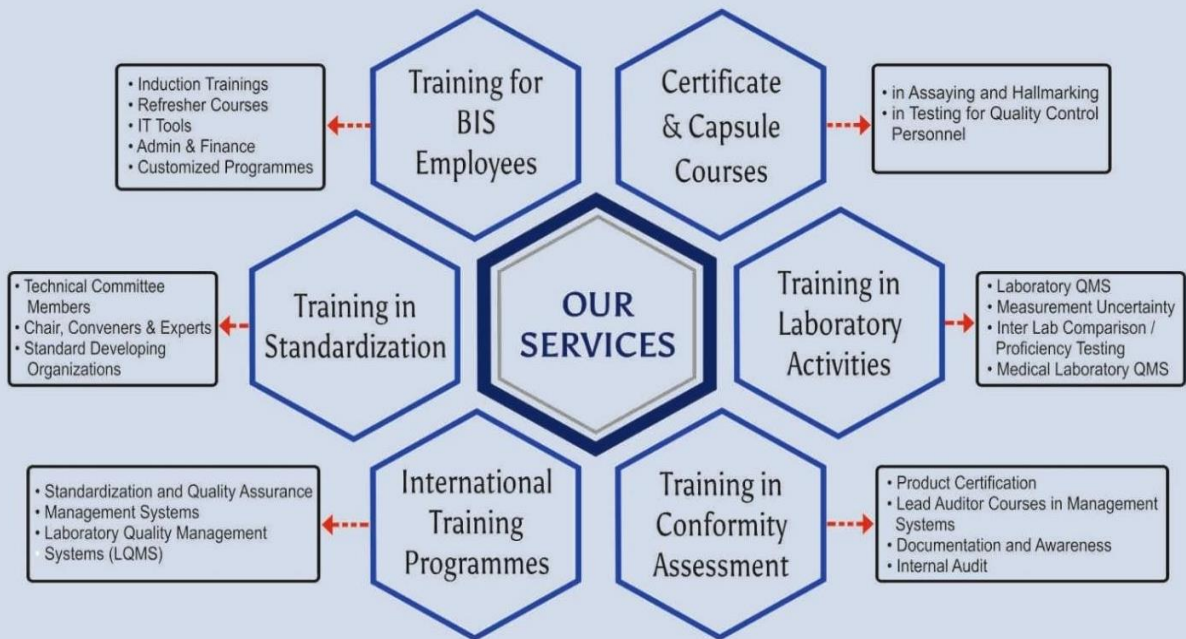 Training for
BIS
Employees
• Induction Trainings
• Refresher Courses
• IT Tools
• Admin & Finance
• Customized Programmes
Certificate
& Capsule
Courses
• in Assaying and Hallmarking
• in Testing for Quality Control
Personnel
Training in
Standardization
• Technical Committee
Members
• Chair, Conveners & Experts
• Standard Developing
Organizations
OUR
SERVICES
Training in
Laboratory
Activities
• Laboratory QMS
• Measurement Uncertainty
• Inter Lab Comparison /
Proficiency Testing
• Medical Laboratory QMS
International
Training
Programmes
• Standardization and Quality Assurance
• Management Systems
• Laboratory Quality Management
• Systems (LQMS)
Training in
Conformity
Assessment
• Product Certification
• Lead Auditor Courses in Management
Systems
• Documentation and Awareness
• Internal Audit